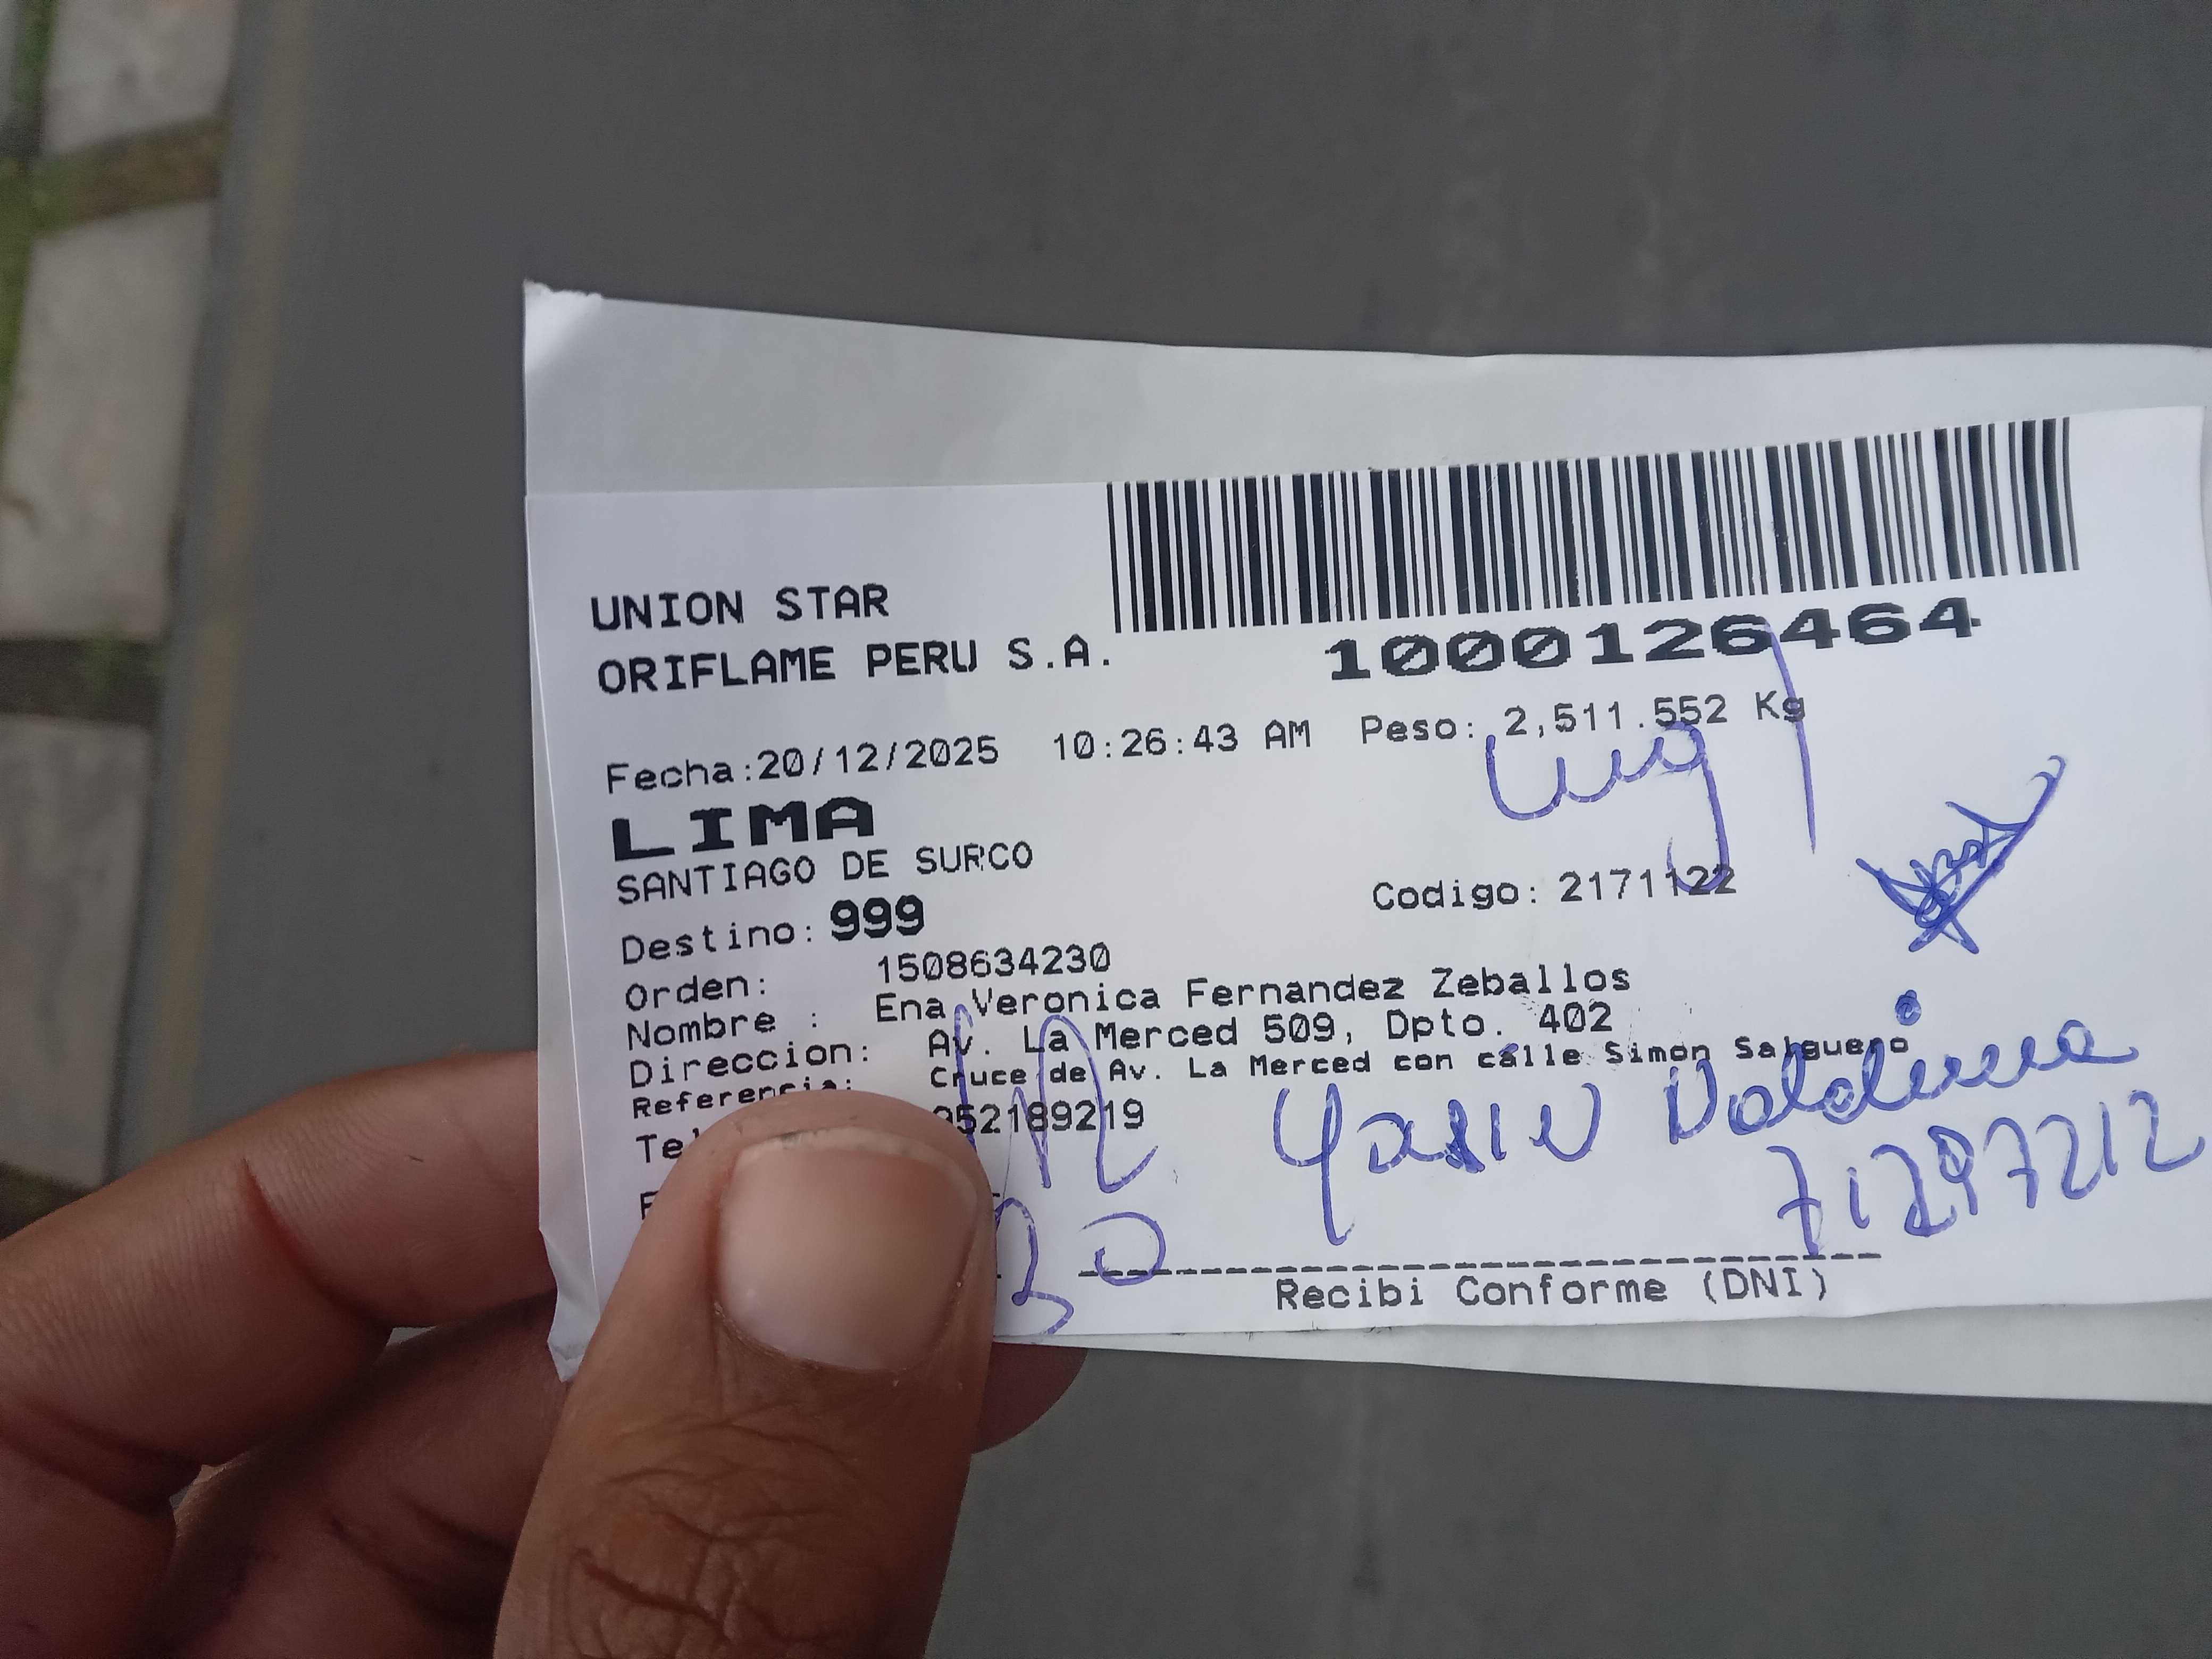 UNION STAR
ORIFLAME PERU S.A.
1000126464
Fecha:20/12/2025 10:26:43 AM Peso: 2,511.552 Kg
LIMA
SANTIAGO DE SURCO
Destino: 999 Codigo: 2171122
Orden: 1508634230
Nombre : Ena Veronica Fernandez Zeballos
Direccion: Av. La Merced 509, Dpto. 402
Referencia: Cruce de Av. La Merced con calle Simon Salguero
952189219
Valdivia
71297212
Recibi Conforme (DNI)